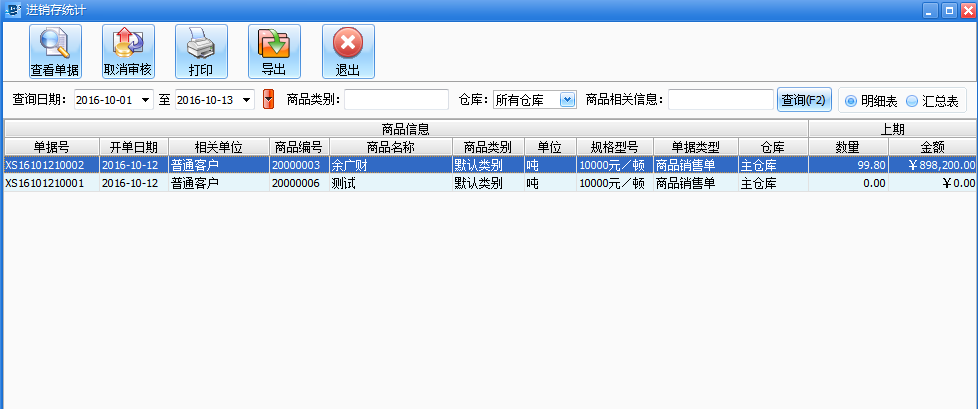 进销存统计
查看单据 取消审核 打印 导出 退出
查询日期: 2016-10-01 至 2016-10-13 商品类别: 仓库: 所有仓库 商品相关信息: 查询(F2) 明细表 汇总表
商品信息 上期
单据号 开单日期 相关单位 商品编号 商品名称 商品类别 单位 规格型号 单据类型 仓库 数量 金额
XS16101210002 2016-10-12 普通客户 20000003 余广财 默认类别 吨 10000元／顿 商品销售单 主仓库 99.80 ￥898,200.00
XS16101210001 2016-10-12 普通客户 20000006 测试 默认类别 吨 10000元／顿 商品销售单 主仓库 0.00 ￥0.00